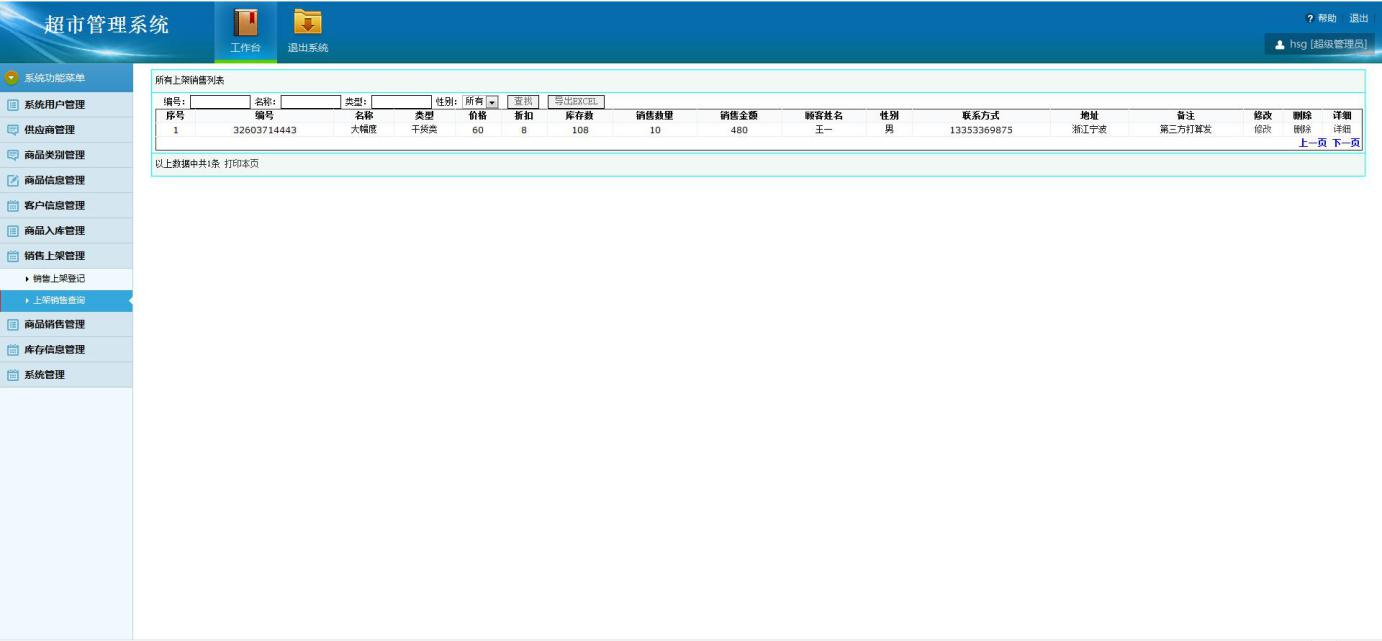 超市管理系统
工作台
退出系统
? 帮助 退出
hsg [超级管理员]
系统功能菜单
系统用户管理
供应商管理
商品类别管理
商品信息管理
客户信息管理
商品入库管理
销售上架管理
销售上架登记
上架销售查询
商品销售管理
库存信息管理
系统管理
所有上架销售列表
编号: 名称: 类型: 性别: 所有 查找 导出EXCEL
序号 编号 名称 类型 价格 折扣 库存数 销售数量 销售金额 顾客姓名 性别 联系方式 地址 备注 修改 删除 详细
1 32603714443 大幅度 干货类 60 8 108 10 480 王一 男 13353369875 浙江宁波 第三方打算发 修改 删除 详细
上一页 下一页
以上数据中共1条 打印本页